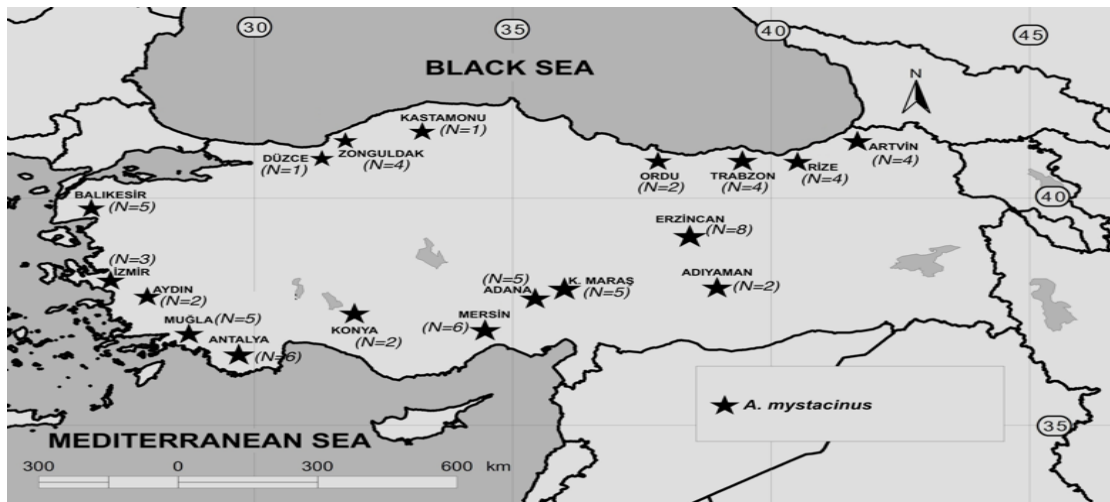 30
35
40
45
BLACK SEA
N
KASTAMONU
(N=1)
ZONGULDAK
(N=4)
DÜZCE
(N=1)
ARTVİN
(N=4)
RİZE
(N=4)
TRABZON
(N=4)
ORDU
(N=2)
40
BALIKESİR
(N=5)
ERZİNCAN
(N=8)
(N=3)
İZMİR
AYDIN
(N=2)
MUĞLA (N=5)
ANTALYA
(N=6)
KONYA
(N=2)
MERSİN
(N=6)
(N=5)
ADANA
K. MARAŞ
(N=5)
ADIYAMAN
(N=2)
A. mystacinus
35
MEDITERRANEAN SEA
300 0 300 600 km